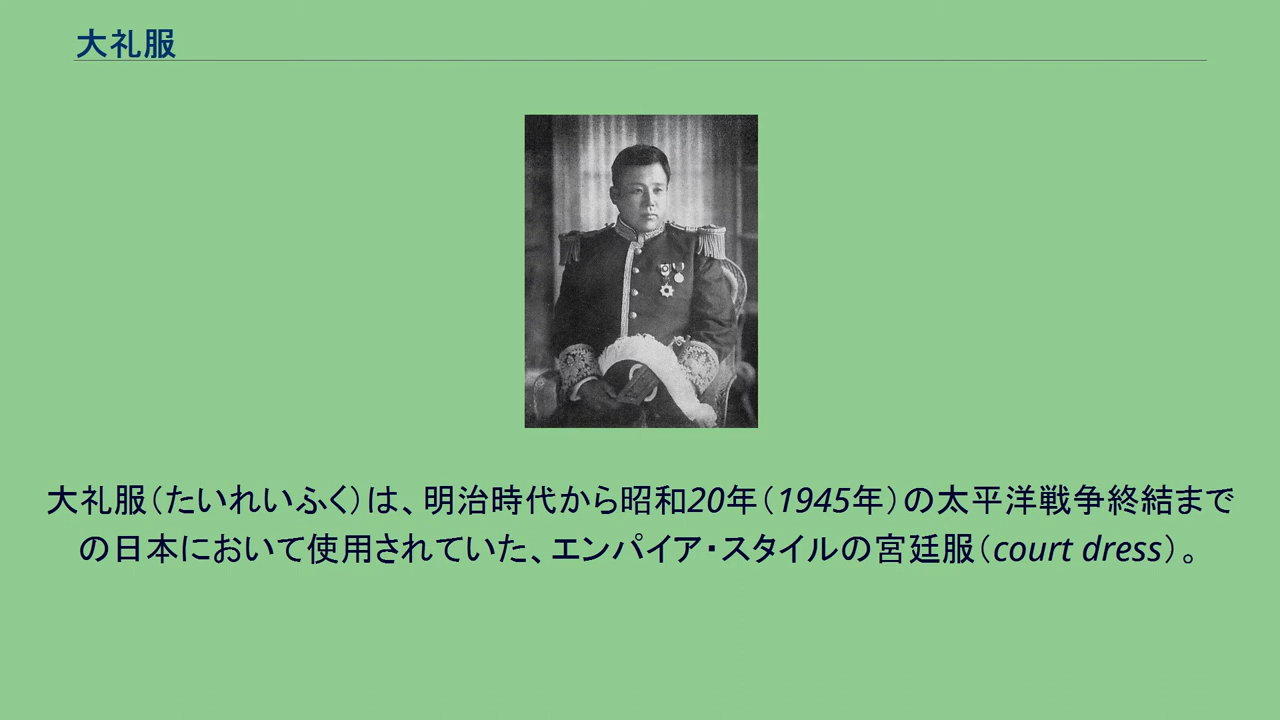 大礼服
大礼服（たいれいふく）は、明治時代から昭和20年（1945年）の太平洋戦争終結まで
の日本において使用されていた、エンパイア・スタイルの宮廷服（court dress）。